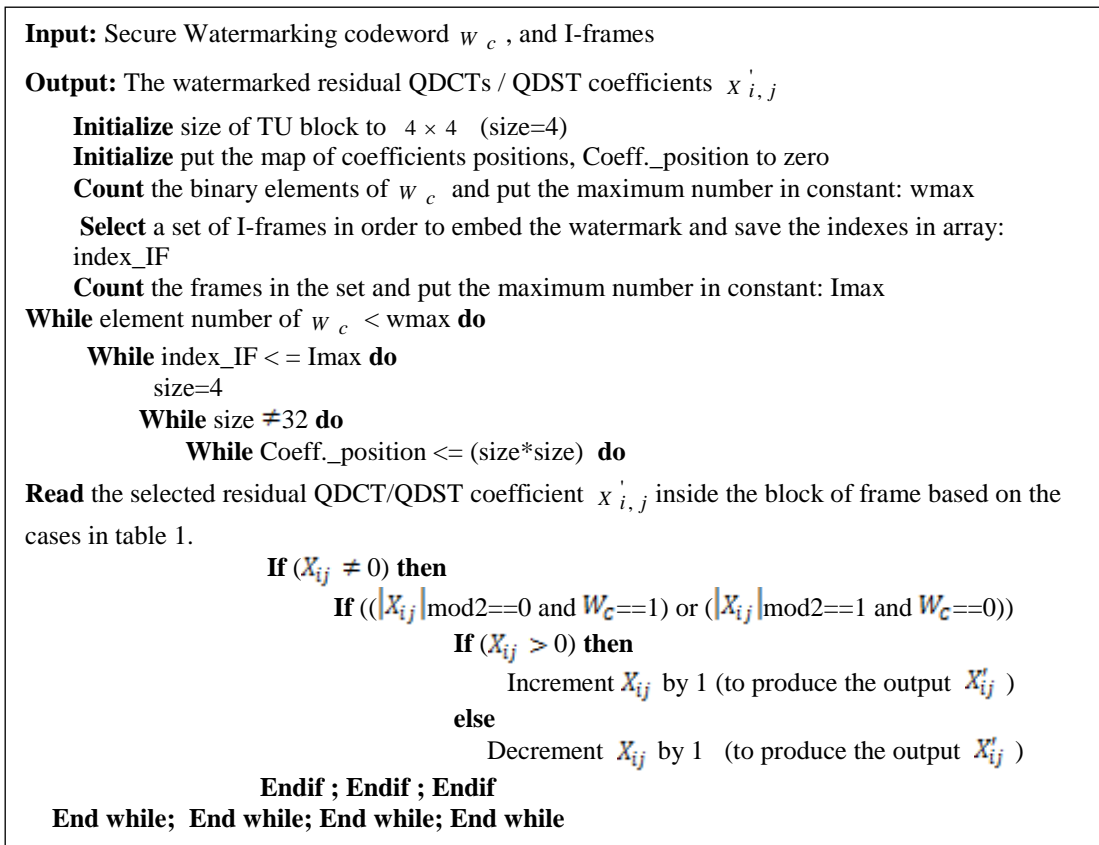 Input: Secure Watermarking codeword W c , and I-frames
Output: The watermarked residual QDCTs / QDST coefficients X'i, j
Initialize size of TU block to 4 × 4 (size=4)
Initialize put the map of coefficients positions, Coeff._position to zero
Count the binary elements of W c and put the maximum number in constant: wmax
Select a set of I-frames in order to embed the watermark and save the indexes in array:
index_IF
Count the frames in the set and put the maximum number in constant: Imax
While element number of W c < wmax do
While index_IF < = Imax do
size=4
While size ≠32 do
While Coeff._position <= (size*size) do
Read the selected residual QDCT/QDST coefficient X'i, j inside the block of frame based on the
cases in table 1.
If (Xij ≠ 0) then
If ((|Xij|mod2==0 and WC==1) or (|Xij|mod2==1 and WC==0))
If (Xij > 0) then
Increment Xij by 1 (to produce the output X'ij )
else
Decrement Xij by 1 (to produce the output X'ij )
Endif ; Endif ; Endif
End while; End while; End while; End while